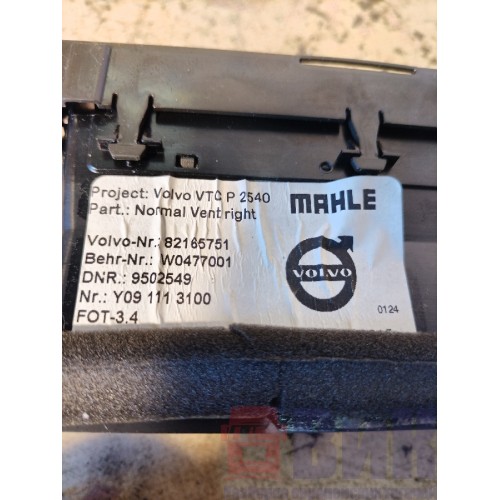 Project: Volvo VTC P 2540
Part.: Normal Vent right
MAHLE
Volvo-Nr.: 82165751
Behr-Nr.: W0477001
DNR.: 9502549
Nr.: Y09 111 3100
FOT-3.4
VOLVO
0124